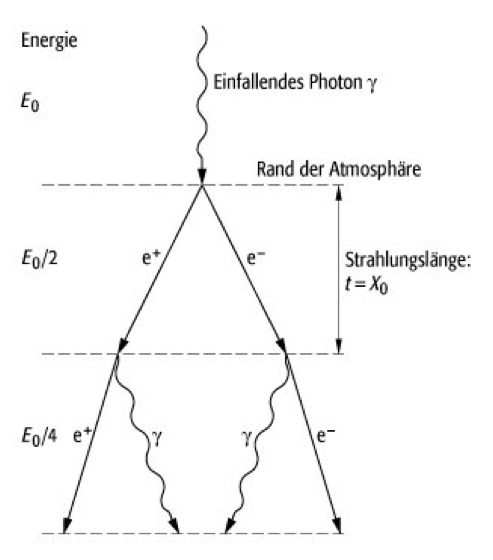 Energie
Einfallendes Photon γ
E₀
Rand der Atmosphäre
E₀/2
e⁺
e⁻
Strahlungslänge:
t = X₀
E₀/4
e⁺
γ
γ
e⁻